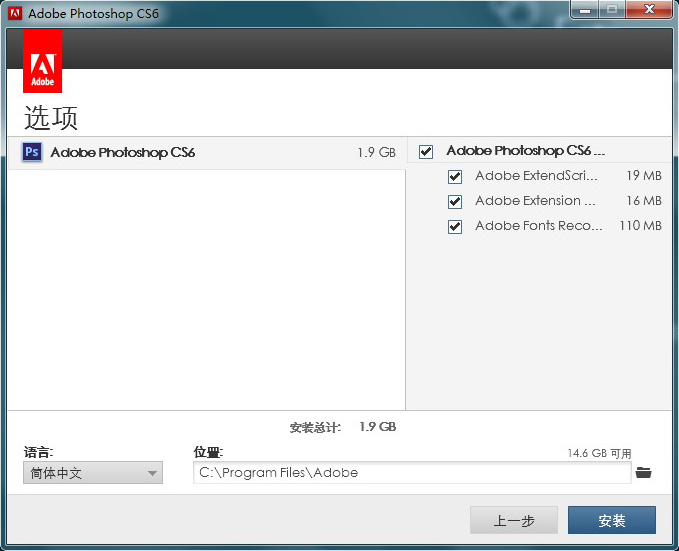 Adobe Photoshop CS6
Adobe
选项
Ps Adobe Photoshop CS6 1.9 GB
Adobe Photoshop CS6 ...
Adobe ExtendScri... 19 MB
Adobe Extension ... 16 MB
Adobe Fonts Reco... 110 MB
安装总计: 1.9 GB
语言:
简体中文
位置:
14.6 GB 可用
C:\Program Files\Adobe
上一步
安装